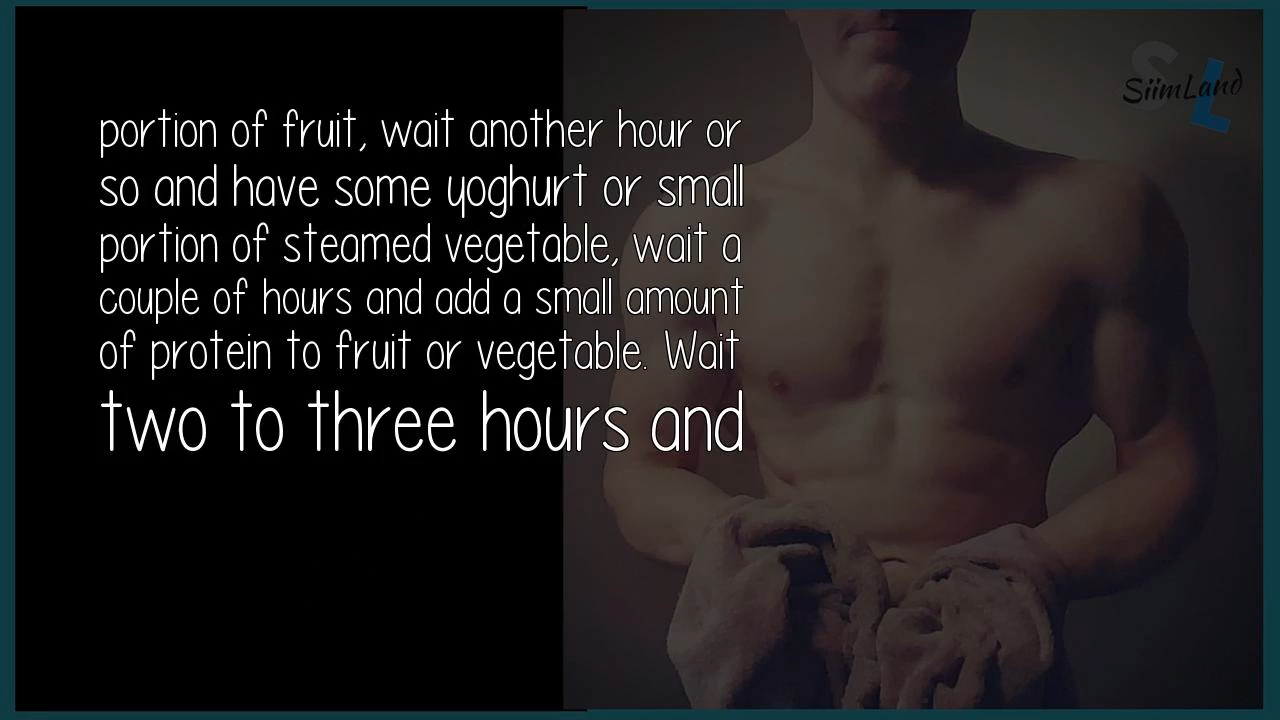 portion of fruit, wait another hour or
so and have some yoghurt or small
portion of steamed vegetable, wait a
couple of hours and add a small amount
of protein to fruit or vegetable. Wait
two to three hours and
SL
SiimLand